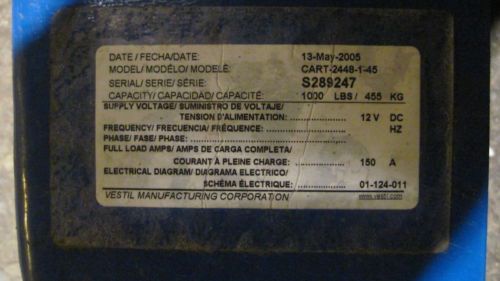 DATE / FECHA/DATE: 13-May-2005
MODEL/ MODÉLO/ MODELÉ: CART-2448-1-45
SERIAL/ SERIE/ SÉRIE: S289247
CAPACITY/ CAPACIDAD/ CAPACITÉ: 1000 LBS / 455 KG
SUPPLY VOLTAGE/ SUMINISTRO DE VOLTAJE/
TENSION D'ALIMENTATION: 12 V DC
FREQUENCY/ FRECUENCIA/ FRÉQUENCE: HZ
PHASE/ FASE/ PHASE:
FULL LOAD AMPS/ AMPS DE CARGA COMPLETA/
COURANTÀ PLEINE CHARGE: 150 A
ELECTRICAL DIAGRAM/ DIAGRAMA ELECTRICO/
SCHÉMA ÉLECTRIQUE: 01-124-011
VESTIL MANUFACTURING CORPORATION www.vestil.com